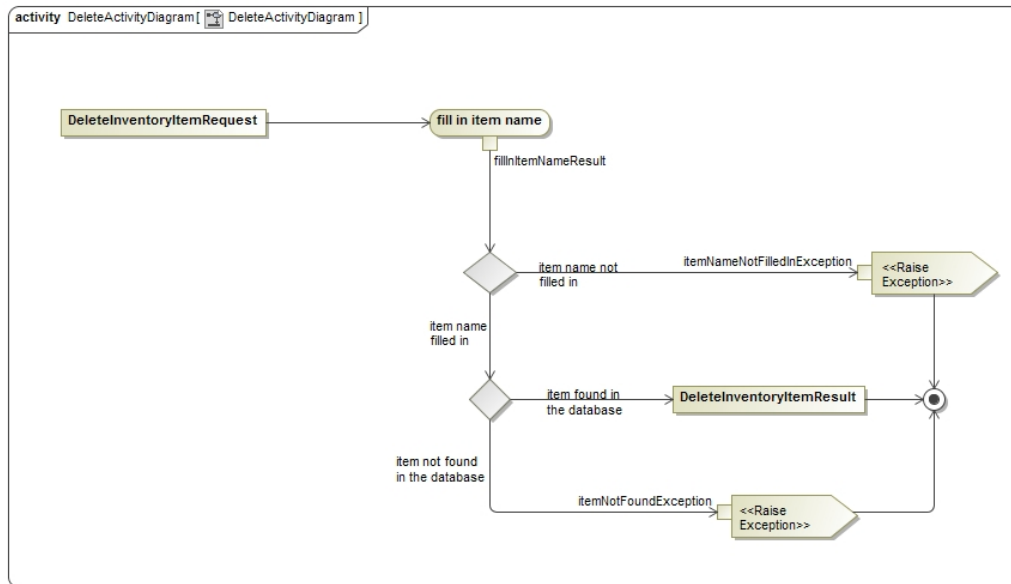 activity DeleteActivityDiagram[ DeleteActivityDiagram ]
DeleteInventoryItemRequest
fill in item name
fillInItemNameResult
item name not
filled in
itemNameNotFilledInException
<<Raise
Exception>>
item name
filled in
item found in
the database
DeleteInventoryItemResult
item not found
in the database
itemNotFoundException
<<Raise
Exception>>